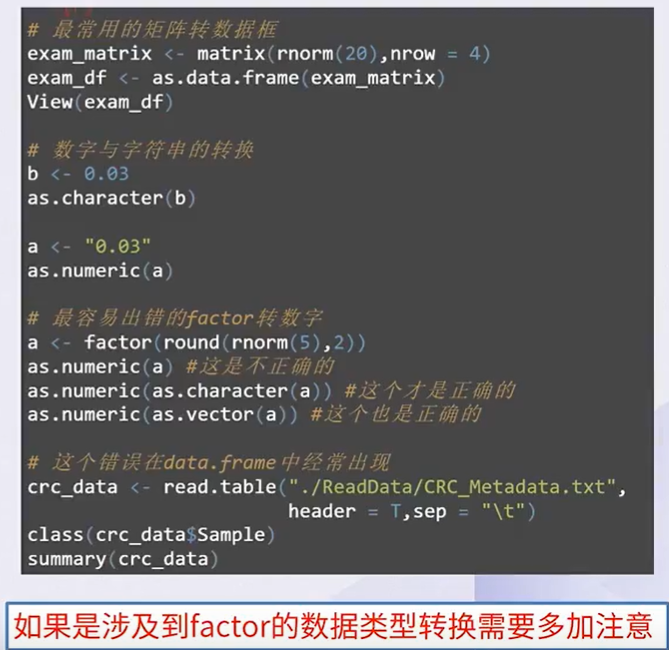 # 最常用的矩阵转数据框
exam_matrix <- matrix(rnorm(20),nrow = 4)
exam_df <- as.data.frame(exam_matrix)
View(exam_df)
# 数字与字符串的转换
b <- 0.03
as.character(b)
a <- "0.03"
as.numeric(a)
# 最容易出错的factor转数字
a <- factor(round(rnorm(5),2))
as.numeric(a) #这是不正确的
as.numeric(as.character(a)) #这个才是正确的
as.numeric(as.vector(a)) #这个也是正确的
# 这个错误在data.frame中经常出现
crc_data <- read.table("./ReadData/CRC_Metadata.txt",
header = T,sep = "\t")
class(crc_data$Sample)
summary(crc_data)
如果是涉及到factor的数据类型转换需要多加注意